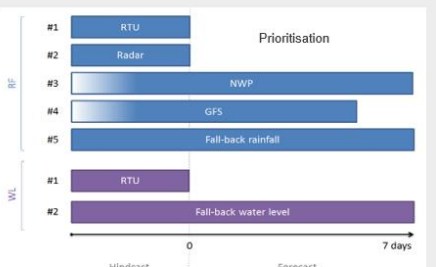 Prioritisation
RF
#1 RTU
#2 Radar
#3 NWP
#4 GFS
#5 Fall-back rainfall
WL
#1 RTU
#2 Fall-back water level
0 7 days
Hindcast Forecast